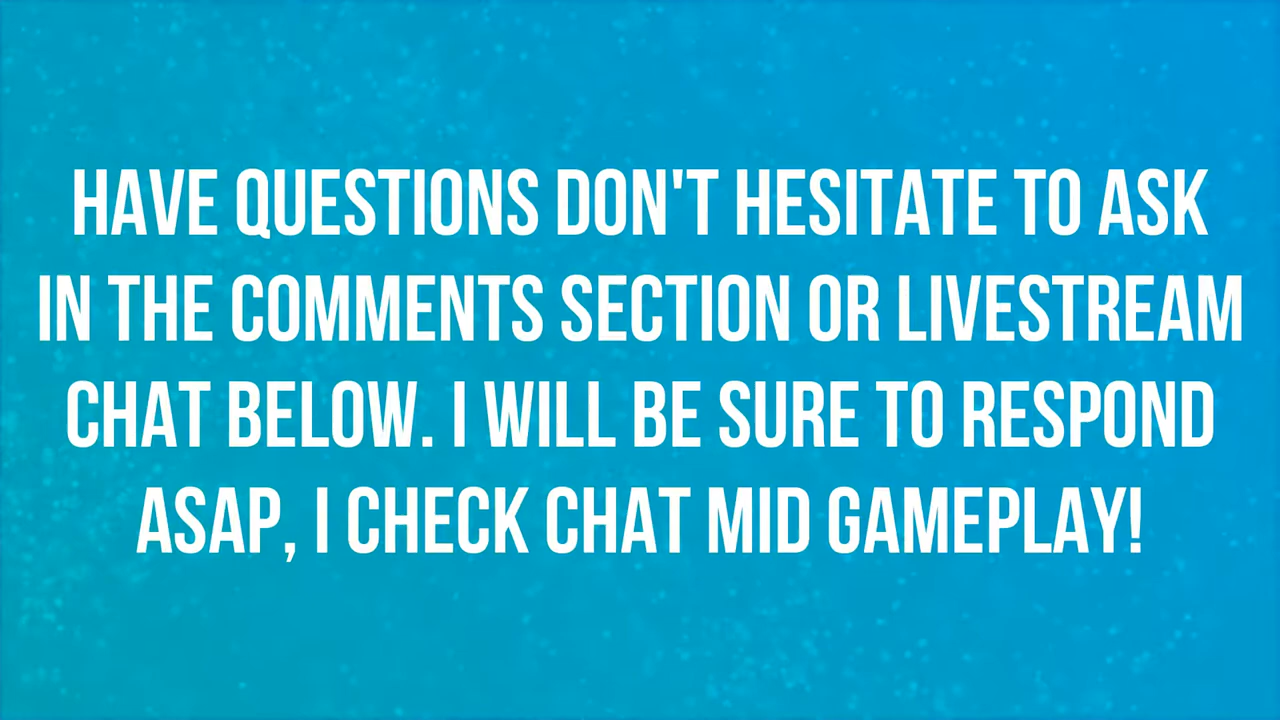 HAVE QUESTIONS DON'T HESITATE TO ASK
IN THE COMMENTS SECTION OR LIVESTREAM
CHAT BELOW. I WILL BE SURE TO RESPOND
ASAP, I CHECK CHAT MID GAMEPLAY!